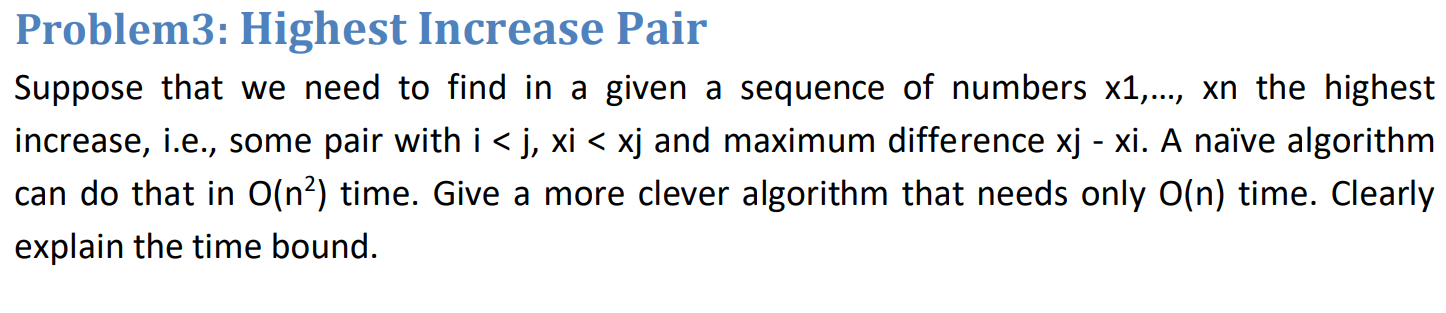 Problem3: Highest Increase Pair
Suppose that we need to find in a given a sequence of numbers x1,..., xn the highest
increase, i.e., some pair with i < j, xi < xj and maximum difference xj - xi. A naïve algorithm
can do that in O(n²) time. Give a more clever algorithm that needs only O(n) time. Clearly
explain the time bound.